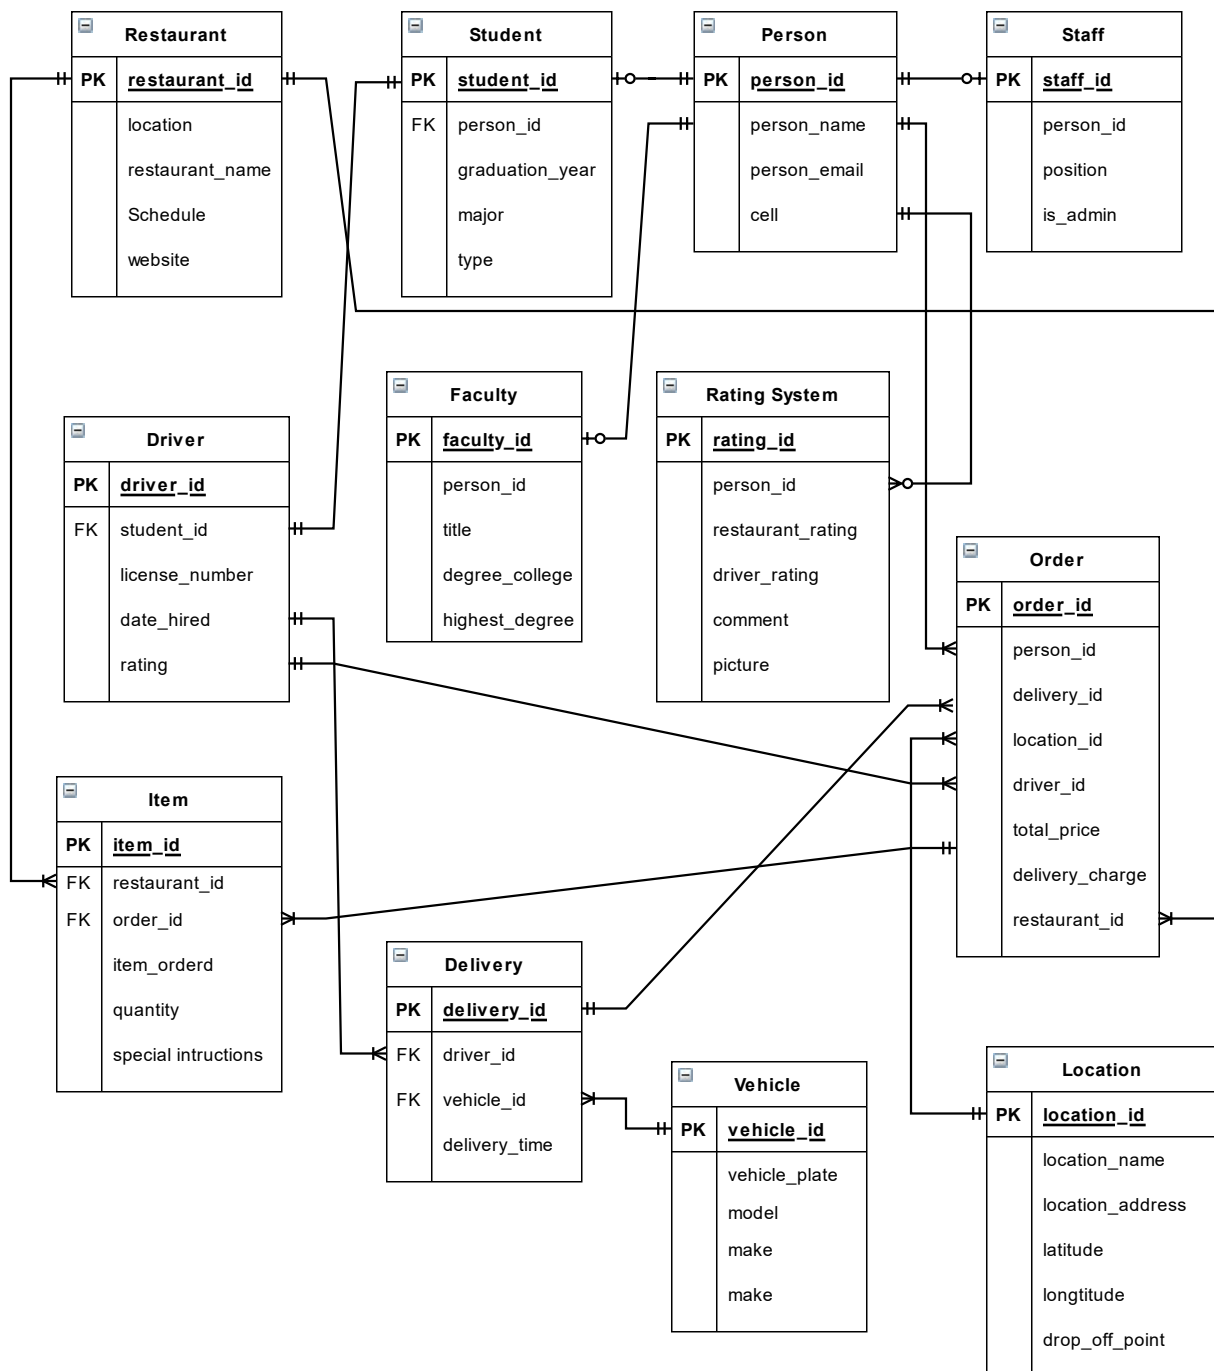 Restaurant
PK restaurant_id
location
restaurant_name
Schedule
website
Student
PK student_id
FK person_id
graduation_year
major
type
Person
PK person_id
person_name
person_email
cell
Staff
PK staff_id
person_id
position
is_admin
Driver
PK driver_id
FK student_id
license_number
date_hired
rating
Faculty
PK faculty_id
person_id
title
degree_college
highest_degree
Rating System
PK rating_id
person_id
restaurant_rating
driver_rating
comment
picture
Order
PK order_id
person_id
delivery_id
location_id
driver_id
total_price
delivery_charge
restaurant_id
Item
PK item_id
FK restaurant_id
FK order_id
item_orderd
quantity
special intructions
Delivery
PK delivery_id
FK driver_id
FK vehicle_id
delivery_time
Vehicle
PK vehicle_id
vehicle_plate
model
make
make
Location
PK location_id
location_name
location_address
latitude
longtitude
drop_off_point